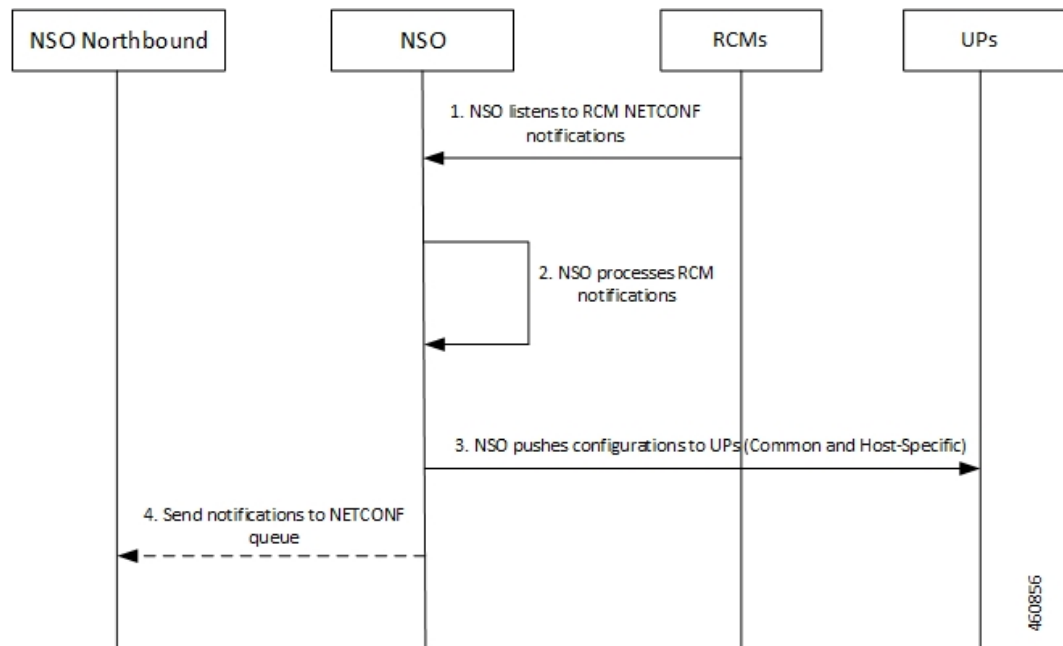 NSO Northbound
NSO
RCMs
UPs
1. NSO listens to RCM NETCONF
notifications
2. NSO processes RCM
notifications
3. NSO pushes configurations to UPs (Common and Host-Specific)
4. Send notifications to NETCONF
queue
460856